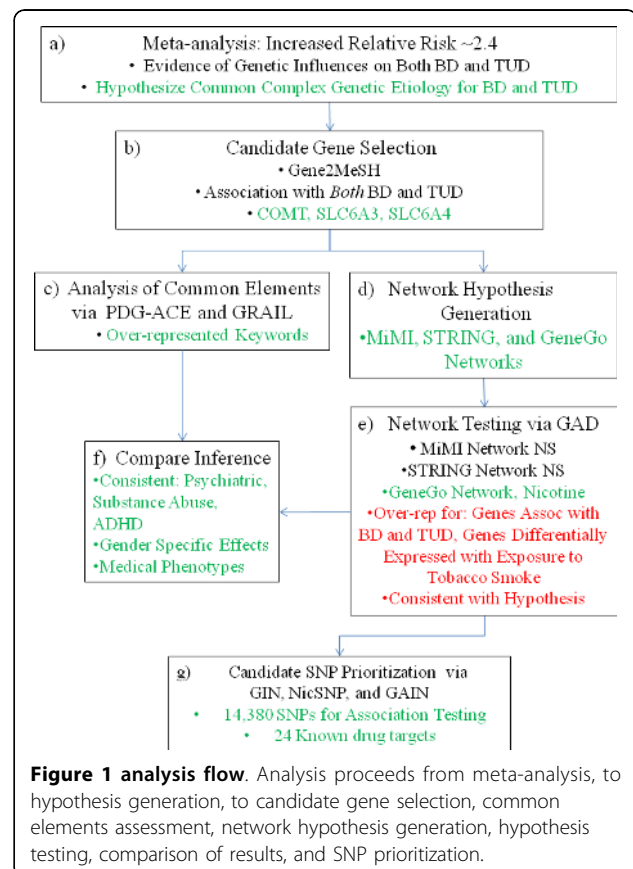 a) Meta-analysis: Increased Relative Risk ~2.4
• Evidence of Genetic Influences on Both BD and TUD
• Hypothesize Common Complex Genetic Etiology for BD and TUD
b) Candidate Gene Selection
• Gene2MeSH
• Association with Both BD and TUD
• COMT, SLC6A3, SLC6A4
c) Analysis of Common Elements
via PDG-ACE and GRAIL
• Over-represented Keywords
d) Network Hypothesis
Generation
•MiMI, STRING, and GeneGo
Networks
e) Network Testing via GAD
• MiMI Network NS
• STRING Network NS
•GeneGo Network, Nicotine
•Over-rep for: Genes Assoc with
BD and TUD, Genes Differentially
Expressed with Exposure to
Tobacco Smoke
•Consistent with Hypothesis
f) Compare Inference
•Consistent: Psychiatric,
Substance Abuse,
ADHD
•Gender Specific Effects
•Medical Phenotypes
g) Candidate SNP Prioritization via
GIN, NicSNP, and GAIN
• 14,380 SNPs for Association Testing
• 24 Known drug targets
Figure 1 analysis flow. Analysis proceeds from meta-analysis, to
hypothesis generation, to candidate gene selection, common
elements assessment, network hypothesis generation, hypothesis
testing, comparison of results, and SNP prioritization.